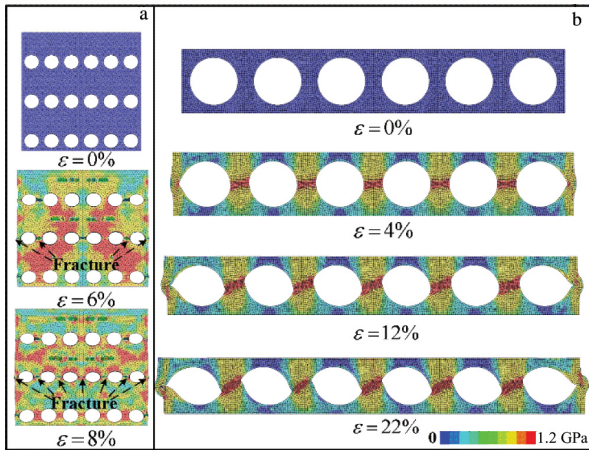 a
ε=0%
Fracture
ε=6%
Fracture
ε=8%
b
ε=0%
ε=4%
ε=12%
ε=22%
0 1.2 GPa